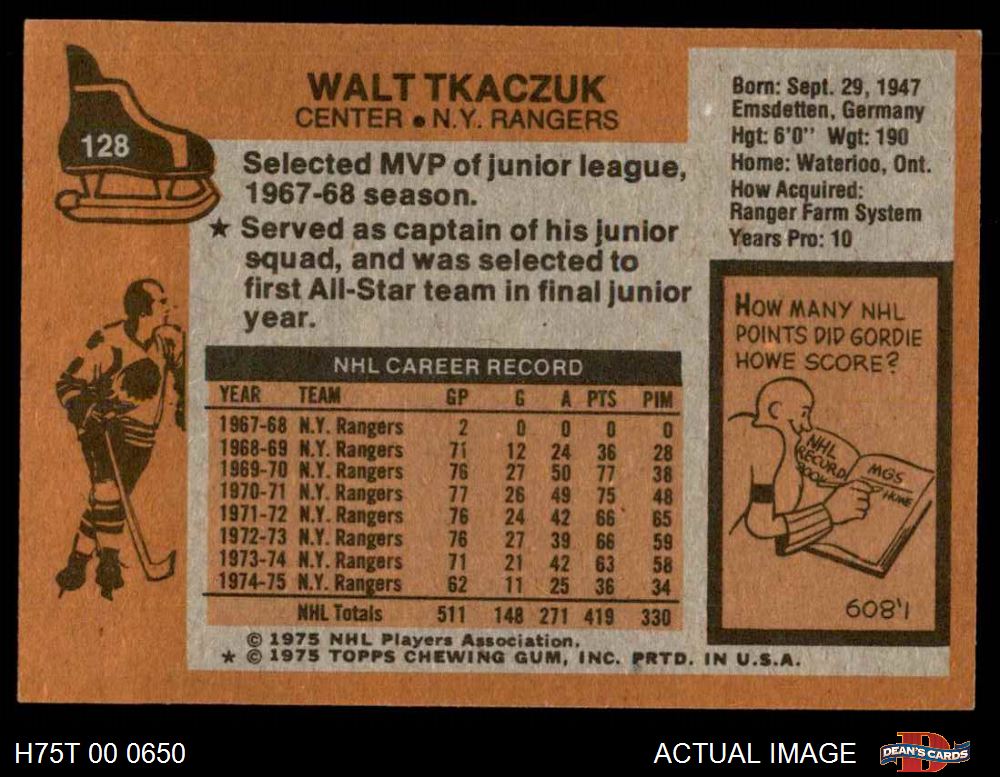 128
WALT TKACZUK
CENTER ● N.Y. RANGERS
Selected MVP of junior league,
1967-68 season.
★ Served as captain of his junior
squad, and was selected to
first All-Star team in final junior
year.
Born: Sept. 29, 1947
Emsdetten, Germany
Hgt: 6'0" Wgt: 190
Home: Waterloo, Ont.
How Acquired:
Ranger Farm System
Years Pro: 10
NHL CAREER RECORD
YEAR TEAM GP G A PTS PIM
1967-68 N.Y. Rangers 2 0 0 0 0
1968-69 N.Y. Rangers 71 12 24 36 28
1969-70 N.Y. Rangers 76 27 50 77 38
1970-71 N.Y. Rangers 77 26 49 75 48
1971-72 N.Y. Rangers 76 24 42 66 65
1972-73 N.Y. Rangers 76 27 39 66 59
1973-74 N.Y. Rangers 71 21 42 63 58
1974-75 N.Y. Rangers 62 11 25 36 34
NHL Totals 511 148 271 419 330
© 1975 NHL Players Association.
★ © 1975 TOPPS CHEWING GUM, INC. PRTD. IN U.S.A.
HOW MANY NHL
POINTS DID GORDIE
HOWE SCORE?
NHL
RECORD
BOOK
MGS
HOWE
1,809
H75T 00 0650
ACTUAL IMAGE
DEAN'S CARDS